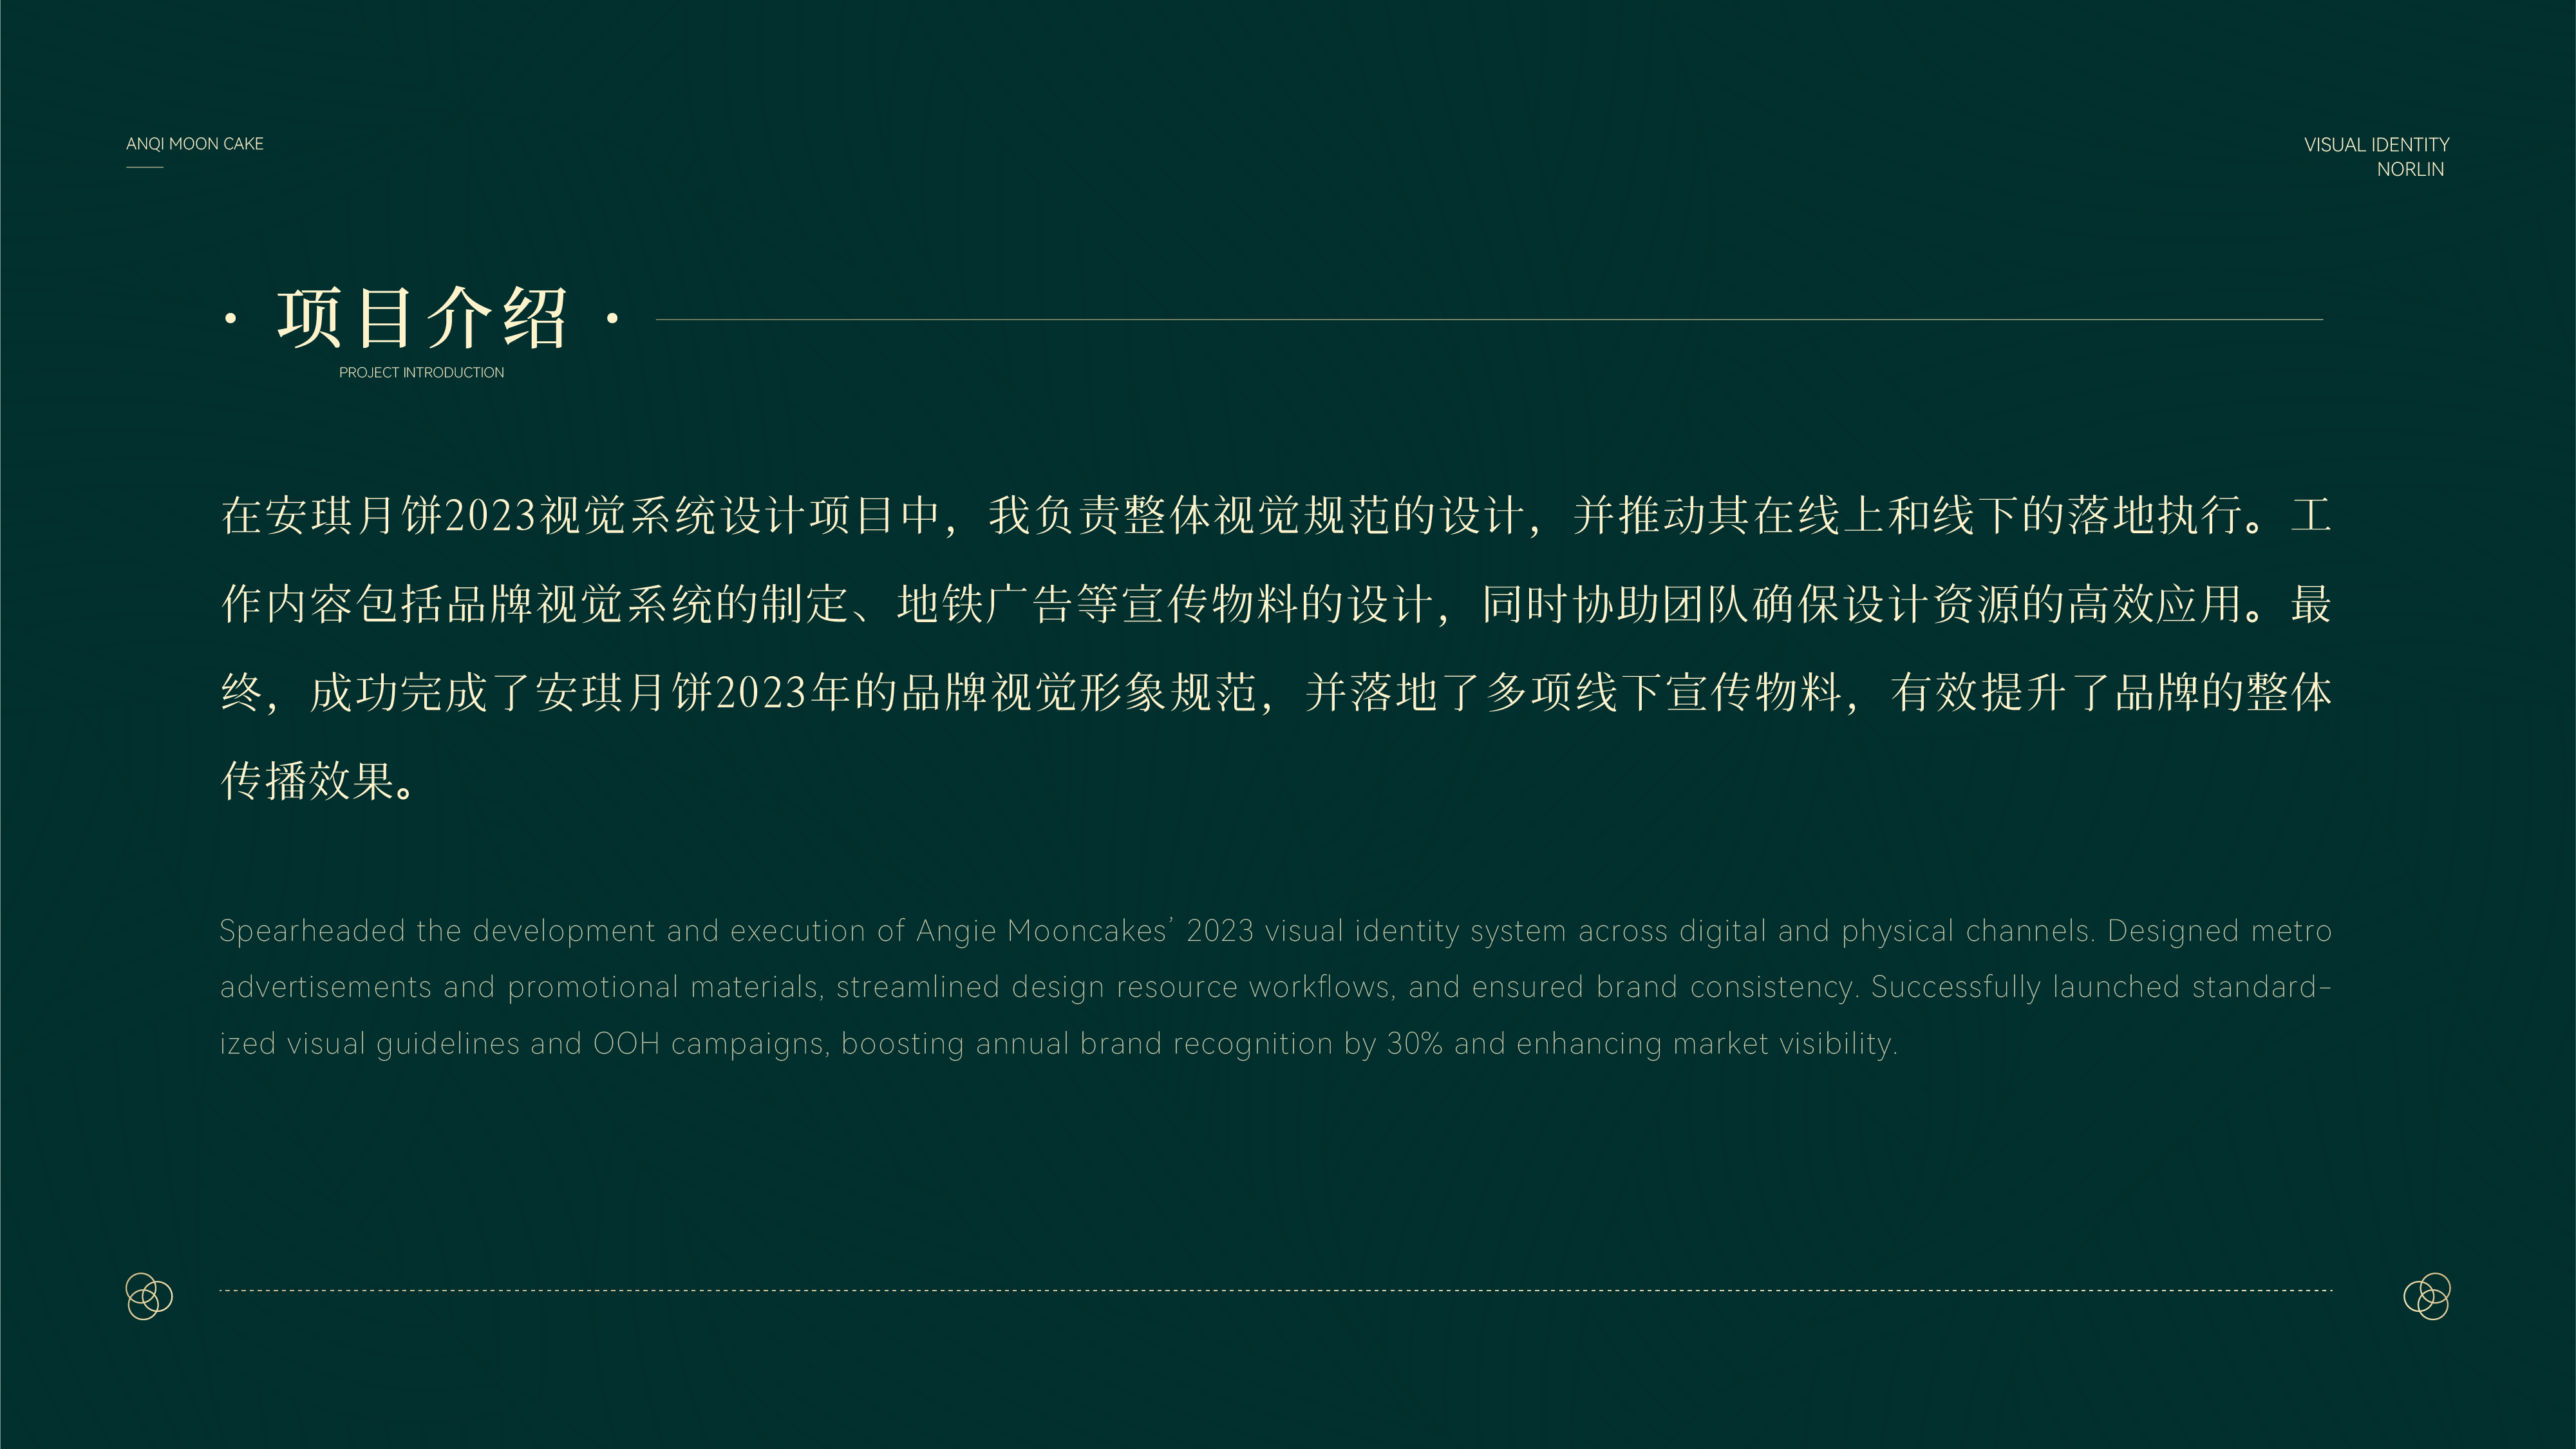 ANQI MOON CAKE
VISUAL IDENTITY
NORLIN
· 项目介绍 ·
PROJECT INTRODUCTION
在安琪月饼2023视觉系统设计项目中，我负责整体视觉规范的设计，并推动其在线上和线下的落地执行。工
作内容包括品牌视觉系统的制定、地铁广告等宣传物料的设计，同时协助团队确保设计资源的高效应用。最
终，成功完成了安琪月饼2023年的品牌视觉形象规范，并落地了多项线下宣传物料，有效提升了品牌的整体
传播效果。
Spearheaded the development and execution of Angie Mooncakes’ 2023 visual identity system across digital and physical channels. Designed metro
advertisements and promotional materials, streamlined design resource workflows, and ensured brand consistency. Successfully launched standard-
ized visual guidelines and OOH campaigns, boosting annual brand recognition by 30% and enhancing market visibility.